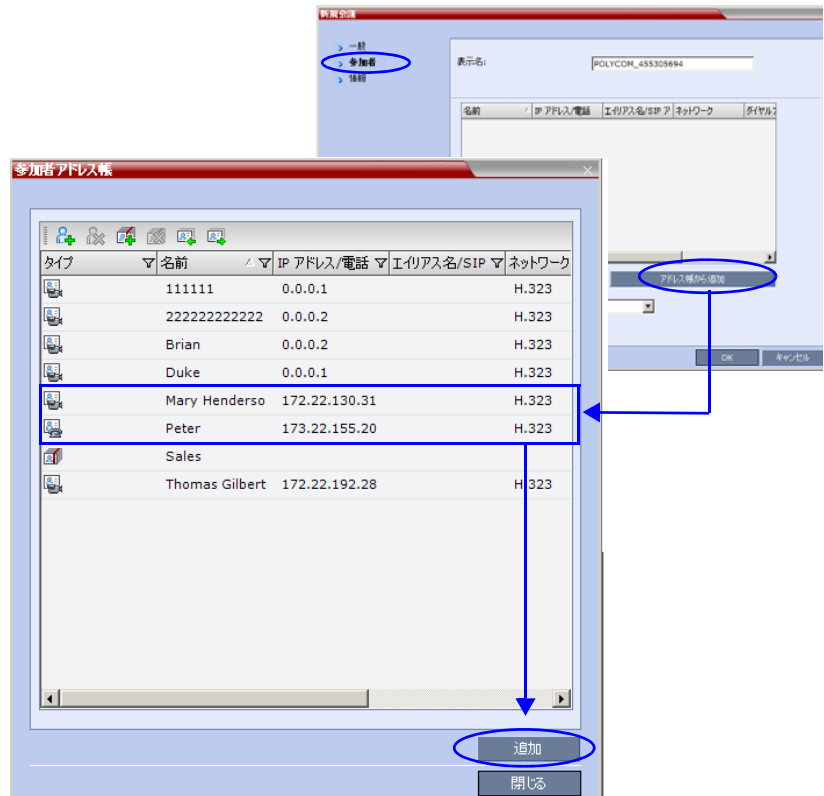 新規会議
一般
参加者
情報
表示名: POLYCOM_455305694
名前 IP アドレス/電話 エイリアス名/SIP ア ネットワーク ダイヤル
アドレス帳から追加
OK キャンセル
参加者アドレス帳
タイプ 名前 IP アドレス/電話 エイリアス名/SIP ネットワーク
111111 0.0.0.1 H.323
222222222222 0.0.0.2 H.323
Brian 0.0.0.2 H.323
Duke 0.0.0.1 H.323
Mary Henderso 172.22.130.31 H.323
Peter 173.22.155.20 H.323
Sales
Thomas Gilbert 172.22.192.28 H.323
追加
閉じる